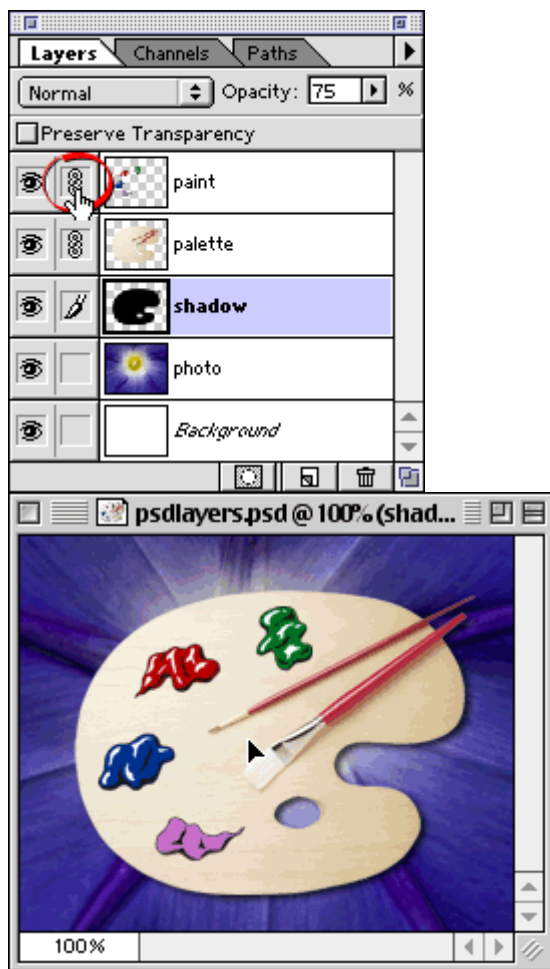 Layers Channels Paths
Normal Opacity: 75 %
Preserve Transparency
paint
palette
shadow
photo
Background
psdlayers.psd @ 100% (shad...
100%